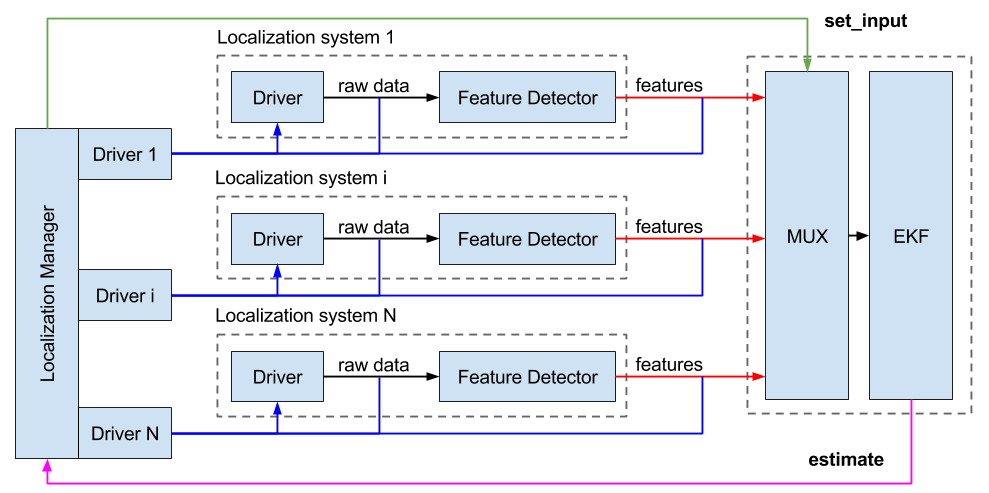 set_input
Localization system 1
Driver
raw data
Feature Detector
features
Driver 1
Localization system i
Driver
raw data
Feature Detector
features
Localization Manager
MUX
EKF
Driver i
Localization system N
Driver
raw data
Feature Detector
features
Driver N
estimate